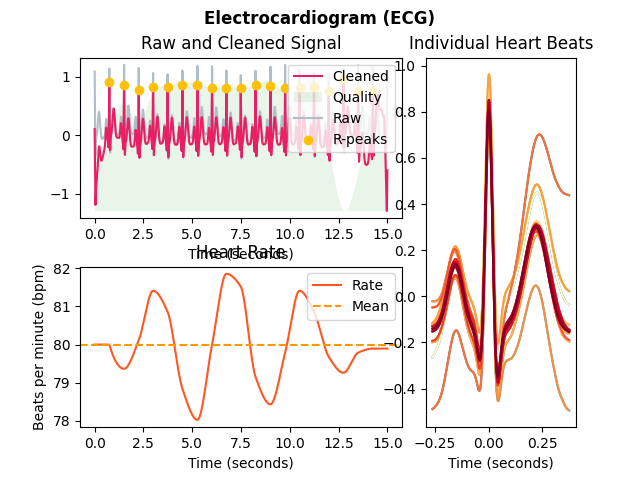 Electrocardiogram (ECG)
Raw and Cleaned Signal
Cleaned
Quality
Raw
R-peaks
1
0
−1
0.0 2.5 5.0 7.5 10.0 12.5 15.0
Time (seconds)
Heart Rate
Rate
Mean
Beats per minute (bpm)
82
81
80
79
78
0.0 2.5 5.0 7.5 10.0 12.5 15.0
Time (seconds)
Individual Heart Beats
1.0
0.8
0.6
0.4
0.2
0.0
−0.2
−0.4
−0.25 0.00 0.25
Time (seconds)